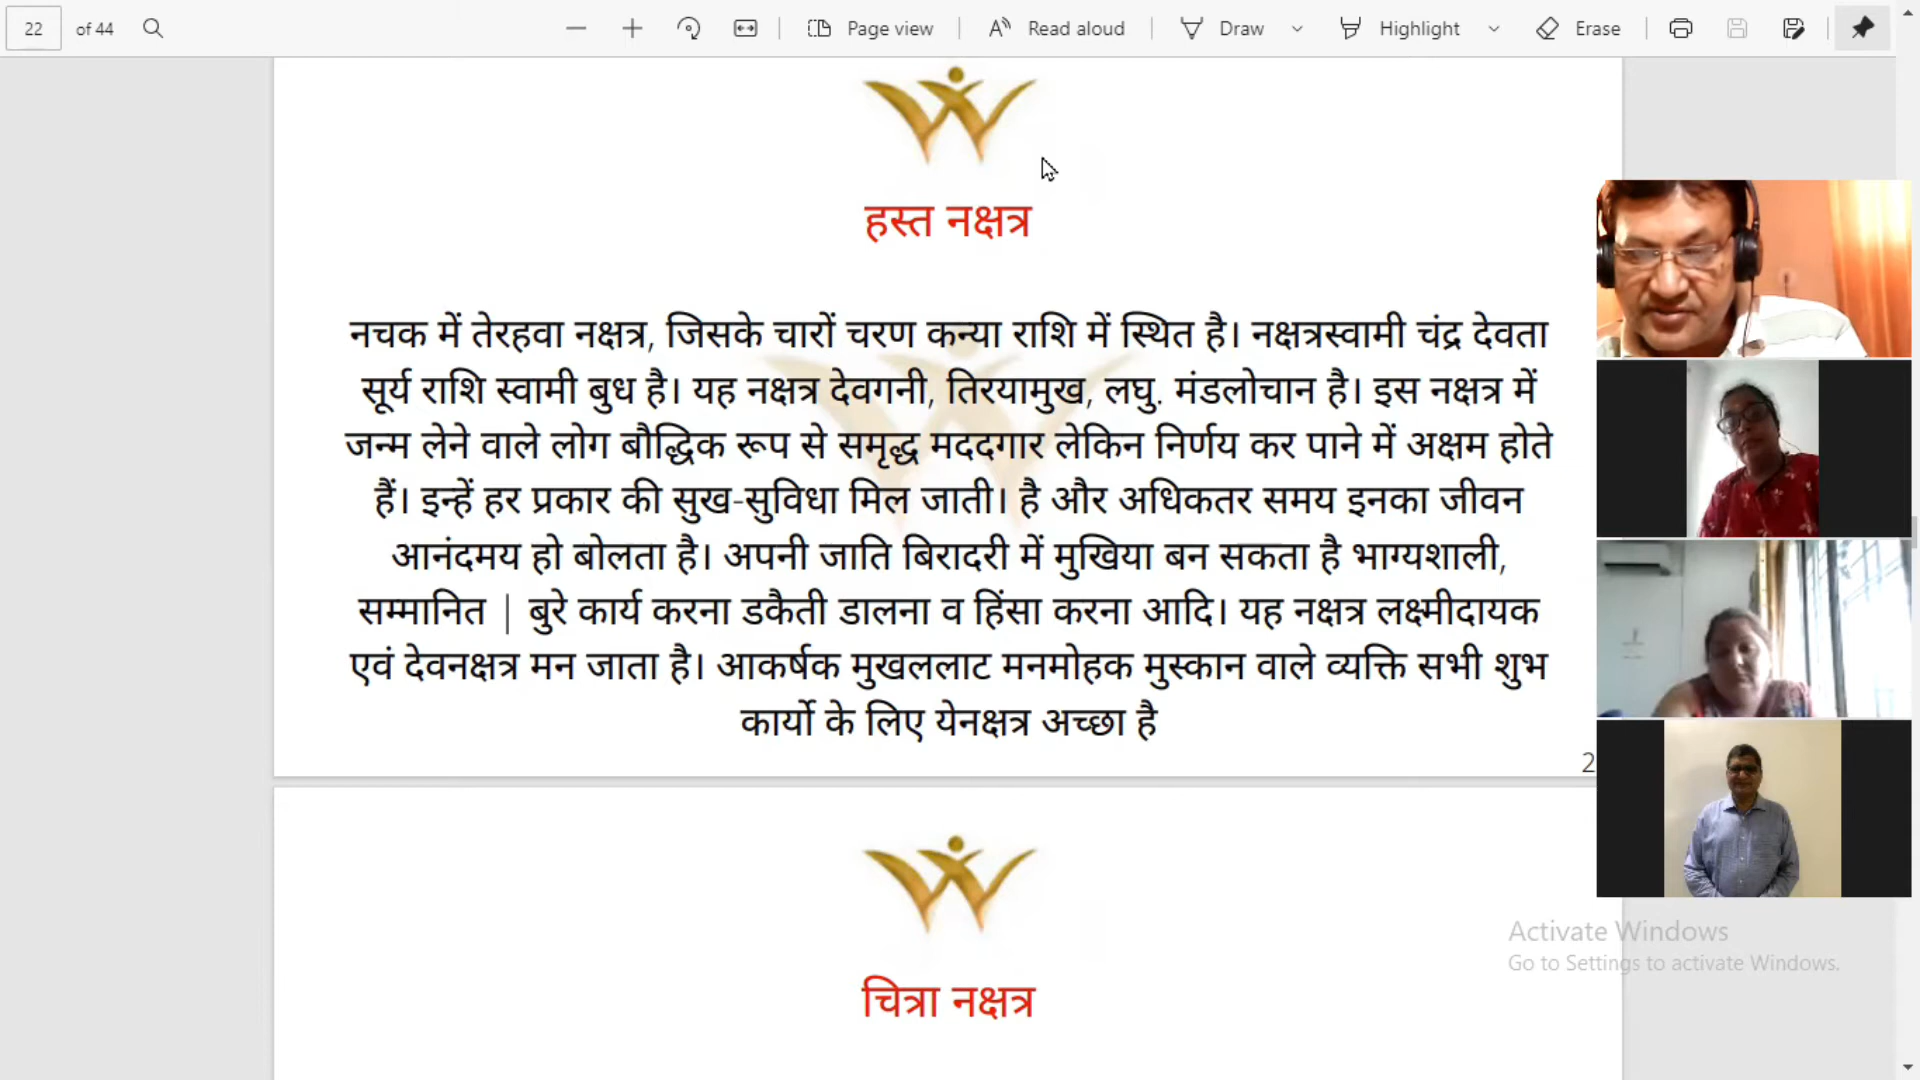 22 of 44 Page view Read aloud Draw Highlight Erase
हस्त नक्षत्र
नचक में तेरहवा नक्षत्र, जिसके चारों चरण कन्या राशि में स्थित है। नक्षत्रस्वामी चंद्र देवता
सूर्य राशि स्वामी बुध है। यह नक्षत्र देवगनी, तिरयामुख, लघु. मंडलोचान है। इस नक्षत्र में
जन्म लेने वाले लोग बौद्धिक रूप से समृद्ध मददगार लेकिन निर्णय कर पाने में अक्षम होते
हैं। इन्हें हर प्रकार की सुख-सुविधा मिल जाती। है और अधिकतर समय इनका जीवन
आनंदमय हो बोलता है। अपनी जाति बिरादरी में मुखिया बन सकता है भाग्यशाली,
सम्मानित | बुरे कार्य करना डकैती डालना व हिंसा करना आदि। यह नक्षत्र लक्ष्मीदायक
एवं देवनक्षत्र मन जाता है। आकर्षक मुखललाट मनमोहक मुस्कान वाले व्यक्ति सभी शुभ
कार्यो के लिए येनक्षत्र अच्छा है
2
चित्रा नक्षत्र
Activate Windows
Go to Settings to activate Windows.